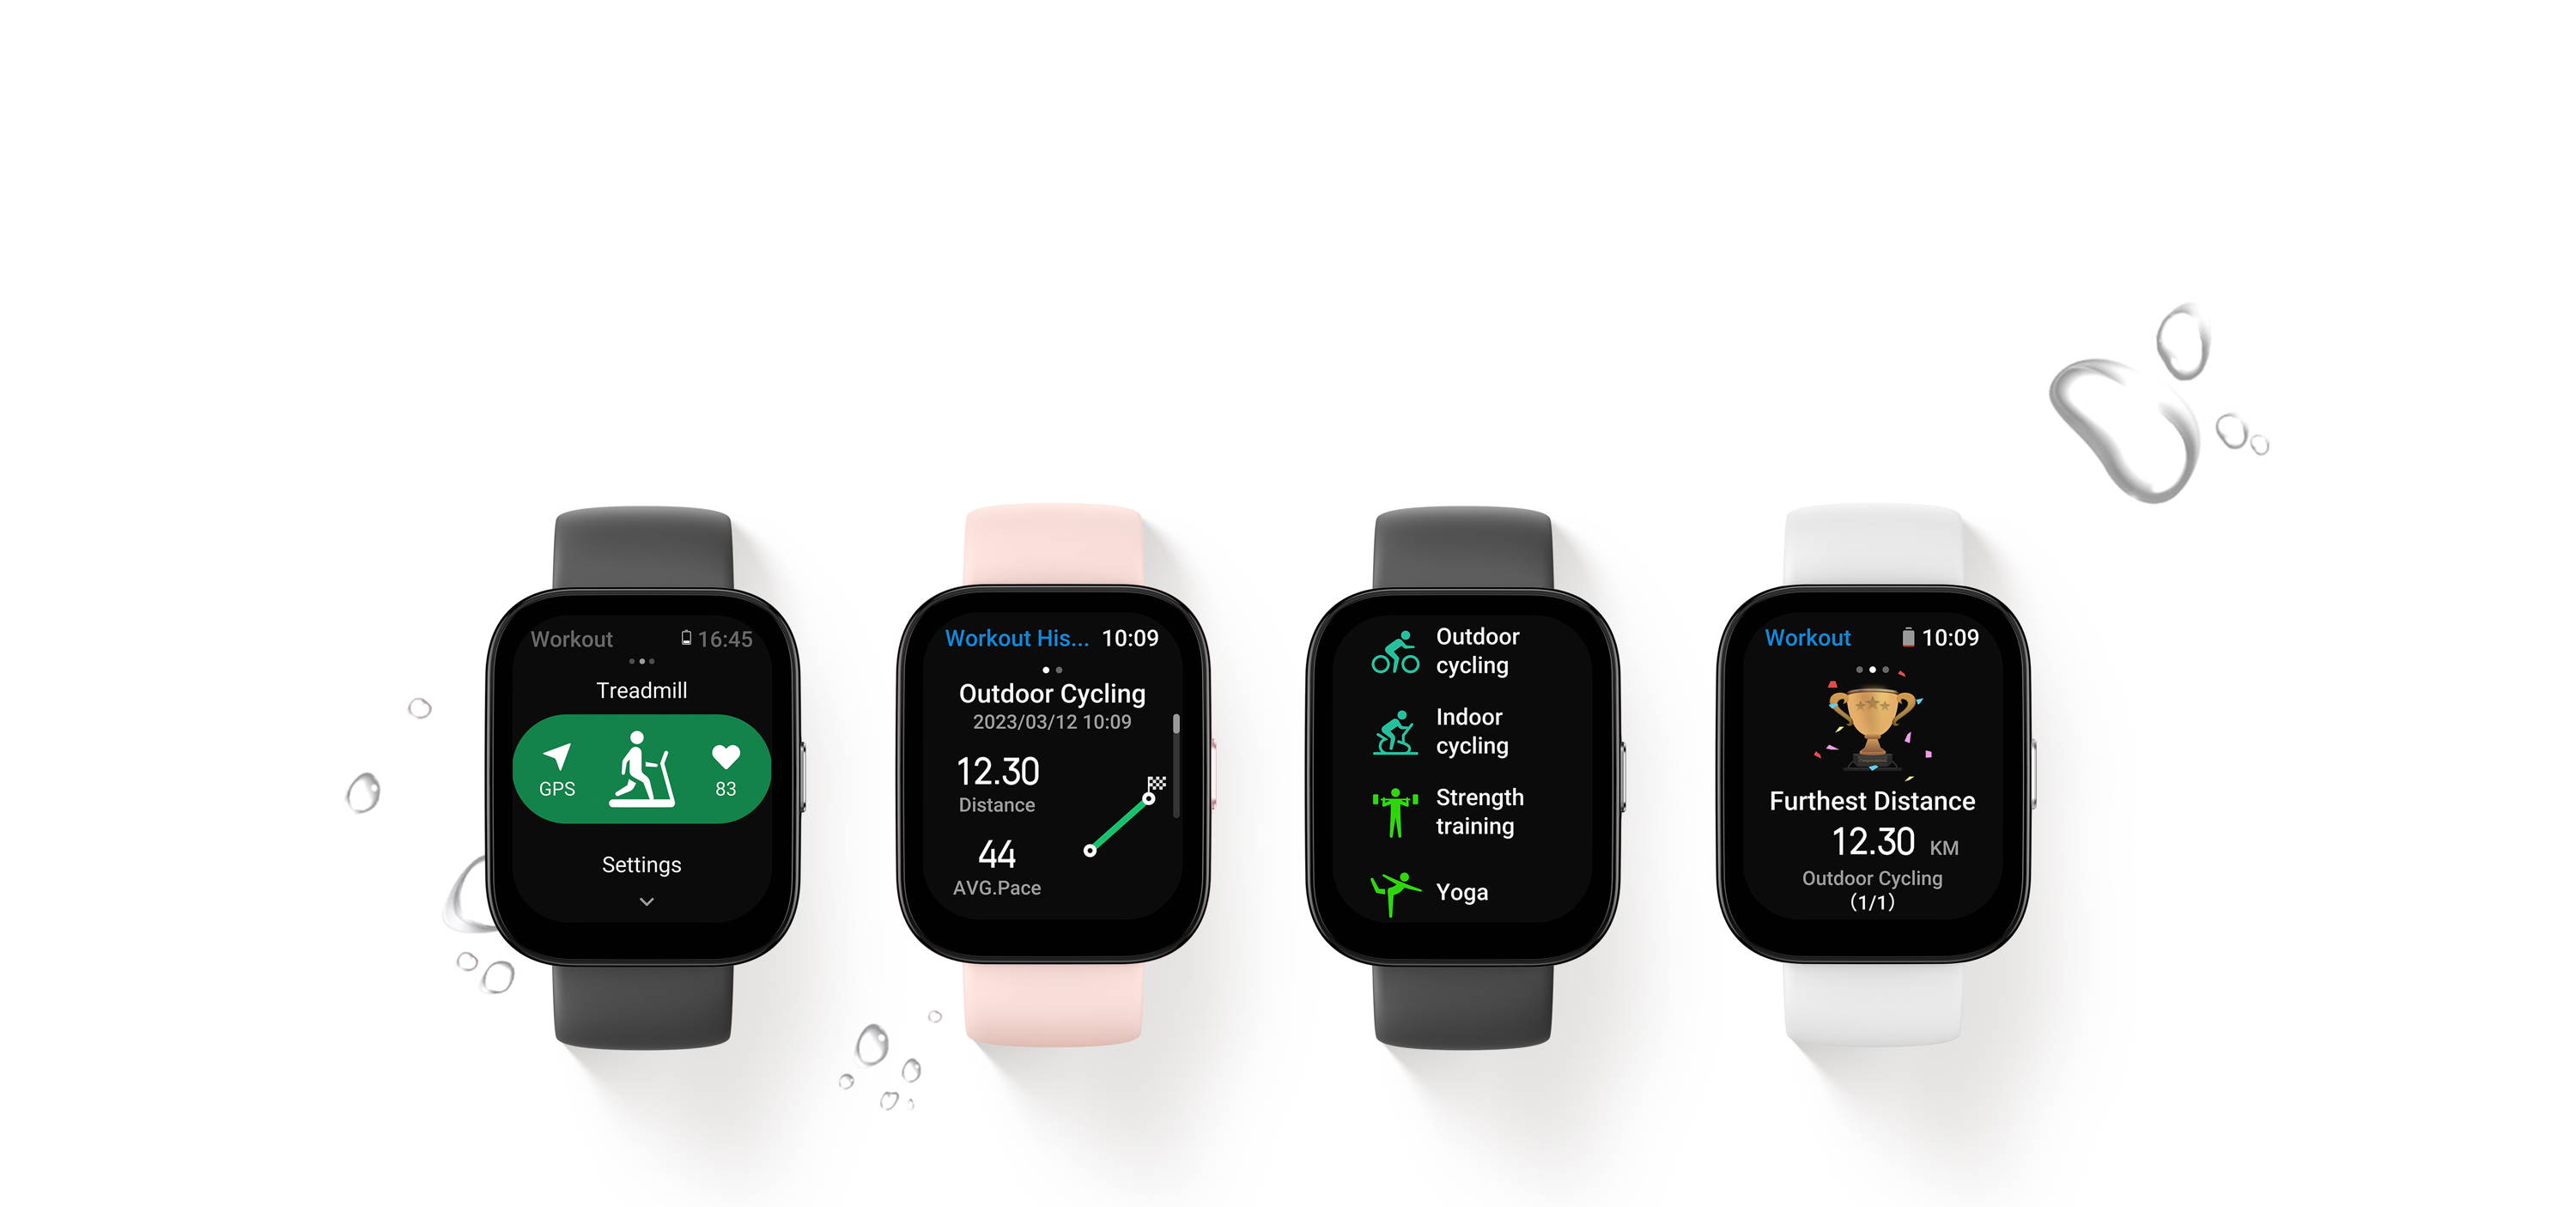 Workout 16:45
Treadmill
GPS 83
Settings
Workout His... 10:09
Outdoor Cycling
2023/03/12 10:09
12.30
Distance
44
AVG.Pace
Outdoor
cycling
Indoor
cycling
Strength
training
Yoga
Workout 10:09
Furthest Distance
12.30 KM
Outdoor Cycling
(1/1)